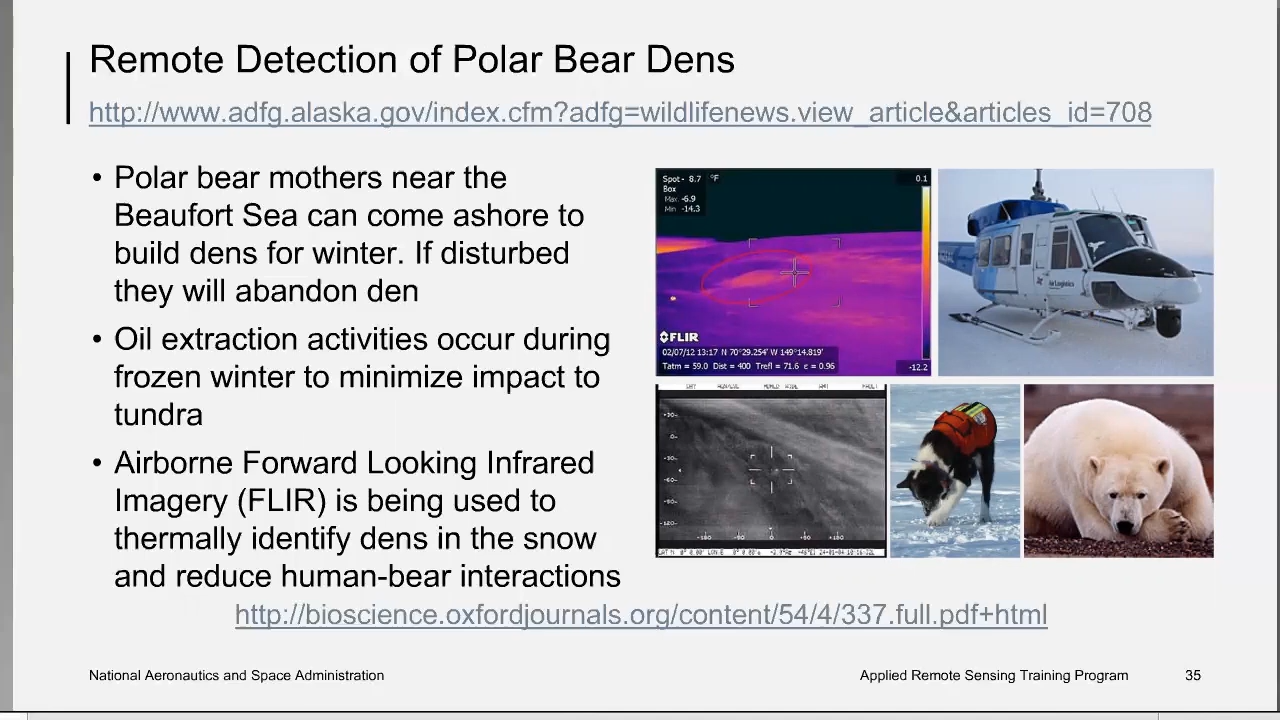 Remote Detection of Polar Bear Dens
http://www.adfg.alaska.gov/index.cfm?adfg=wildlifenews.view_article&articles_id=708
• Polar bear mothers near the
Beaufort Sea can come ashore to
build dens for winter. If disturbed
they will abandon den
• Oil extraction activities occur during
frozen winter to minimize impact to
tundra
• Airborne Forward Looking Infrared
Imagery (FLIR) is being used to
thermally identify dens in the snow
and reduce human-bear interactions
Spot - 8.7 °F
0.1
Box
Max -6.9
Min -14.3
FLIR
02/07/12 13:17 N 70°29.254' W 149°14.819'
Tatm = 59.0 Dist = 400 Trefl = 71.6 ε = 0.96
-12.2
Air Logistics
http://bioscience.oxfordjournals.org/content/54/4/337.full.pdf+html
National Aeronautics and Space Administration
Applied Remote Sensing Training Program
35